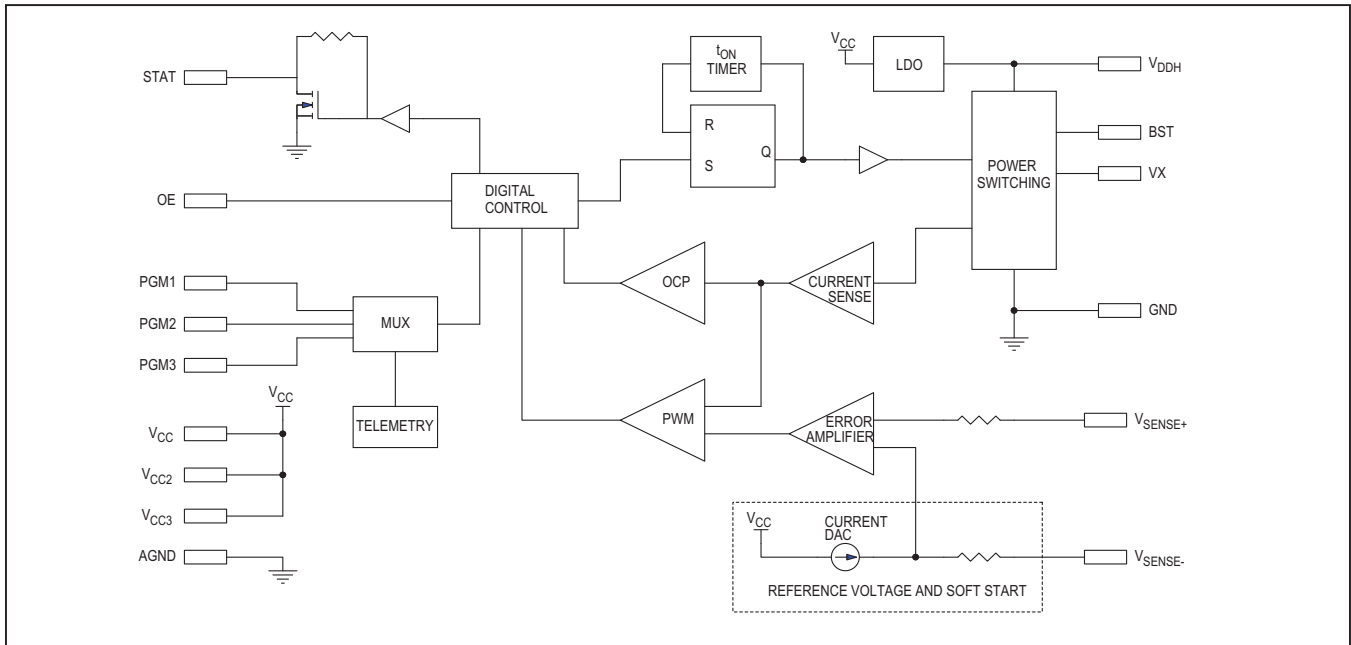 STAT
OE
PGM1
PGM2
PGM3
VCC
VCC
VCC2
VCC3
AGND
MUX
TELEMETRY
DIGITAL
CONTROL
tON
TIMER
R
S
Q
VCC
LDO
POWER
SWITCHING
VDDH
BST
VX
GND
OCP
CURRENT
SENSE
PWM
ERROR
AMPLIFIER
VSENSE+
VCC
CURRENT
DAC
VSENSE-
REFERENCE VOLTAGE AND SOFT START